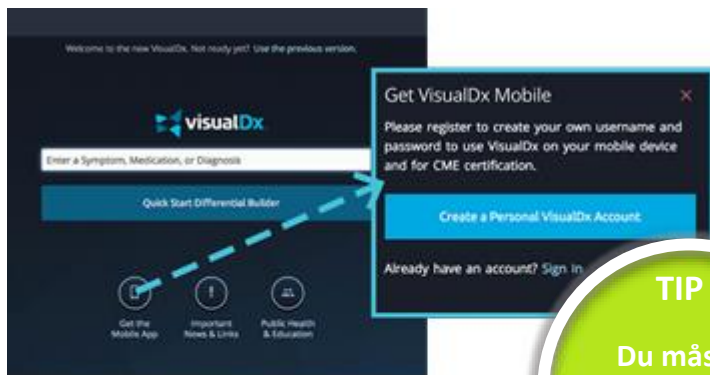 Welcome to the new VisualDx. Not ready yet? Use the previous version.
visualDx
Enter a Symptom, Medication, or Diagnosis
Quick Start Differential Builder
Get the
Mobile App
Important
News & Links
Public Health
& Education
Get VisualDx Mobile
Please register to create your own username and
password to use VisualDx on your mobile device
and for CME certification.
Create a Personal VisualDx Account
Already have an account? Sign in
TIP
Du mås